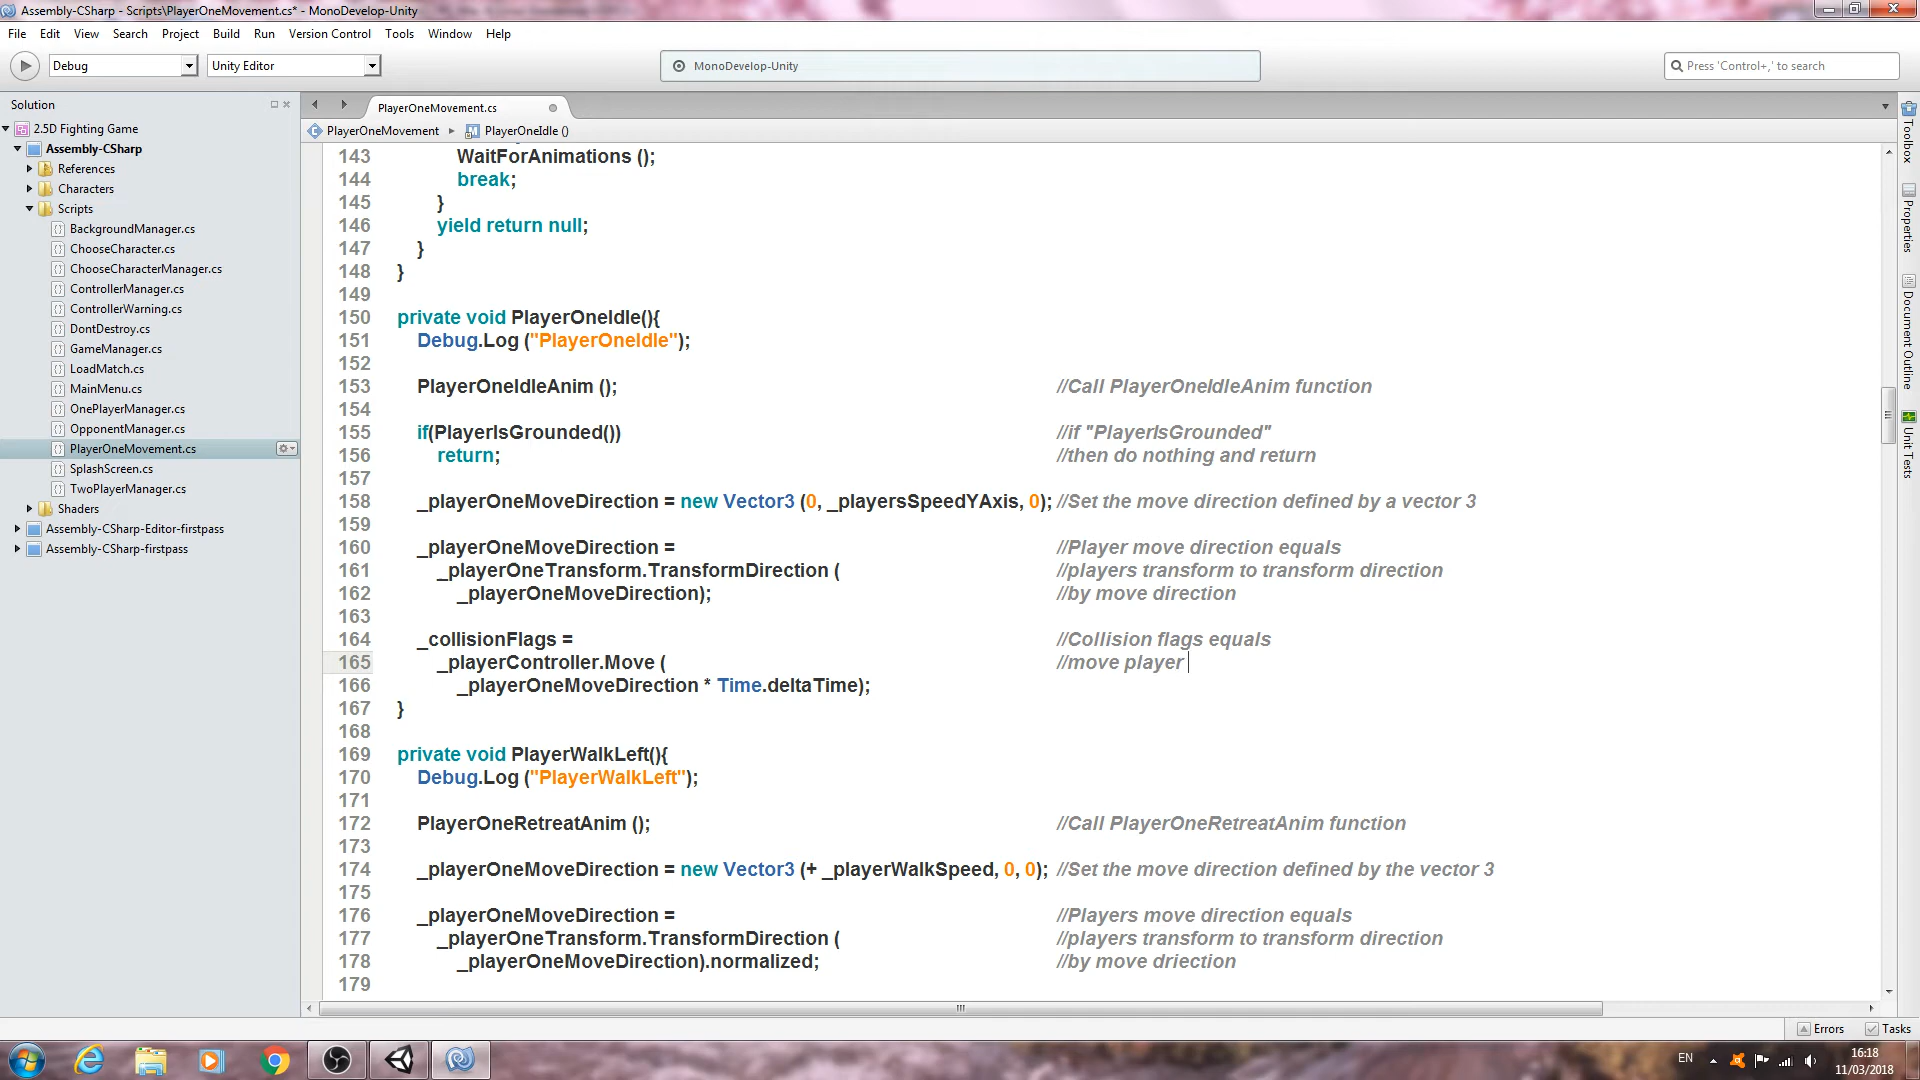 Assembly-CSharp - Scripts\PlayerOneMovement.cs* - MonoDevelop-Unity
File Edit View Search Project Build Run Version Control Tools Window Help
Debug Unity Editor MonoDevelop-Unity Press 'Control+,' to search
Solution
2.5D Fighting Game
Assembly-CSharp
References
Characters
Scripts
BackgroundManager.cs
ChooseCharacter.cs
ChooseCharacterManager.cs
ControllerManager.cs
ControllerWarning.cs
DontDestroy.cs
GameManager.cs
LoadMatch.cs
MainMenu.cs
OnePlayerManager.cs
OpponentManager.cs
PlayerOneMovement.cs
SplashScreen.cs
TwoPlayerManager.cs
Shaders
Assembly-CSharp-Editor-firstpass
Assembly-CSharp-firstpass
PlayerOneMovement.cs
PlayerOneMovement PlayerOneIdle ()
143 WaitForAnimations ();
144 break;
145 }
146 yield return null;
147 }
148 }
149
150 private void PlayerOneIdle(){
151 Debug.Log ("PlayerOneIdle");
152
153 PlayerOneIdleAnim (); //Call PlayerOneIdleAnim function
154
155 if(PlayerIsGrounded()) //if "PlayerIsGrounded"
156 return; //then do nothing and return
157
158 _playerOneMoveDirection = new Vector3 (0, _playersSpeedYAxis, 0); //Set the move direction defined by a vector 3
159
160 _playerOneMoveDirection = //Player move direction equals
161 _playerOneTransform.TransformDirection ( //players transform to transform direction
162 _playerOneMoveDirection); //by move direction
163
164 _collisionFlags = //Collision flags equals
165 _playerController.Move ( //move player
166 _playerOneMoveDirection * Time.deltaTime);
167 }
168
169 private void PlayerWalkLeft(){
170 Debug.Log ("PlayerWalkLeft");
171
172 PlayerOneRetreatAnim (); //Call PlayerOneRetreatAnim function
173
174 _playerOneMoveDirection = new Vector3 (+ _playerWalkSpeed, 0, 0); //Set the move direction defined by the vector 3
175
176 _playerOneMoveDirection = //Players move direction equals
177 _playerOneTransform.TransformDirection ( //players transform to transform direction
178 _playerOneMoveDirection).normalized; //by move driection
179
Toolbox
Properties
Document Outline
Unit Tests
Errors Tasks
EN 16:18
11/03/2018